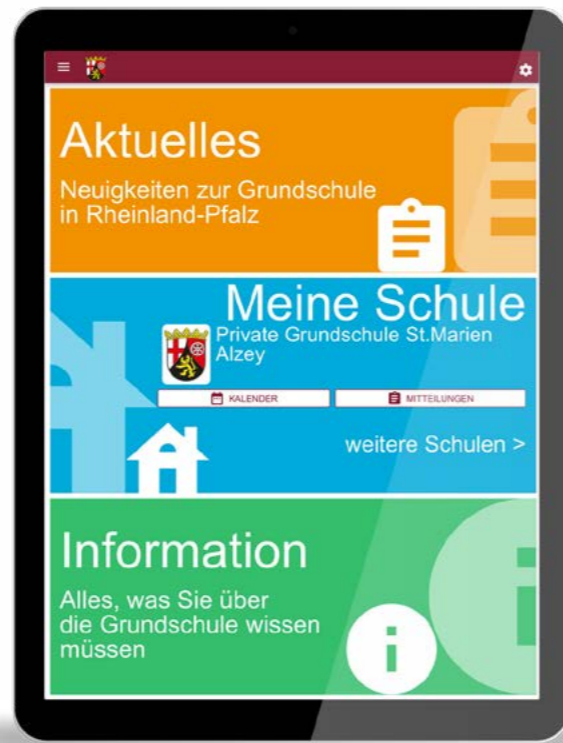 Aktuelles
Neuigkeiten zur Grundschule
in Rheinland-Pfalz
Meine Schule
Private Grundschule St.Marien
Alzey
KALENDER
MITTEILUNGEN
weitere Schulen >
Information
Alles, was Sie über
die Grundschule wissen
müssen